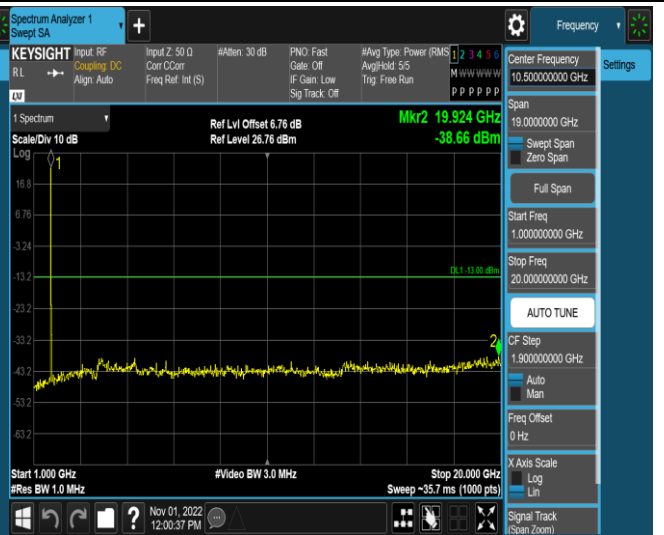 Spectrum Analyzer 1
Swept SA
+
Frequency
KEYSIGHT
RL
LXI
Input: RF
Coupling: DC
Align: Auto
Input Z: 50 Ω
Corr CCorr
Freq Ref: Int (S)
#Atten: 30 dB
PNO: Fast
Gate: Off
IF Gain: Low
Sig Track: Off
#Avg Type: Power (RMS
Avg|Hold: 5/5
Trig: Free Run
1 2 3 4 5 6
M W W W W W
P P P P P P
Center Frequency
10.500000000 GHz
Settings
Span
19.0000000 GHz
Swept Span
Zero Span
Full Span
Start Freq
1.000000000 GHz
Stop Freq
20.000000000 GHz
AUTO TUNE
CF Step
1.900000000 GHz
Auto
Man
Freq Offset
0 Hz
X Axis Scale
Log
Lin
Signal Track
(Span Zoom)
1 Spectrum
Scale/Div 10 dB
Log
Ref Lvl Offset 6.76 dB
Ref Level 26.76 dBm
Mkr2 19.924 GHz
-38.66 dBm
1
16.8
6.76
-3.24
-13.2
DL1 -13.00 dBm
-23.2
-33.2
2
-43.2
-53.2
-63.2
Start 1.000 GHz
#Res BW 1.0 MHz
#Video BW 3.0 MHz
Stop 20.000 GHz
Sweep ~35.7 ms (1000 pts)
?
Nov 01, 2022
12:00:37 PM